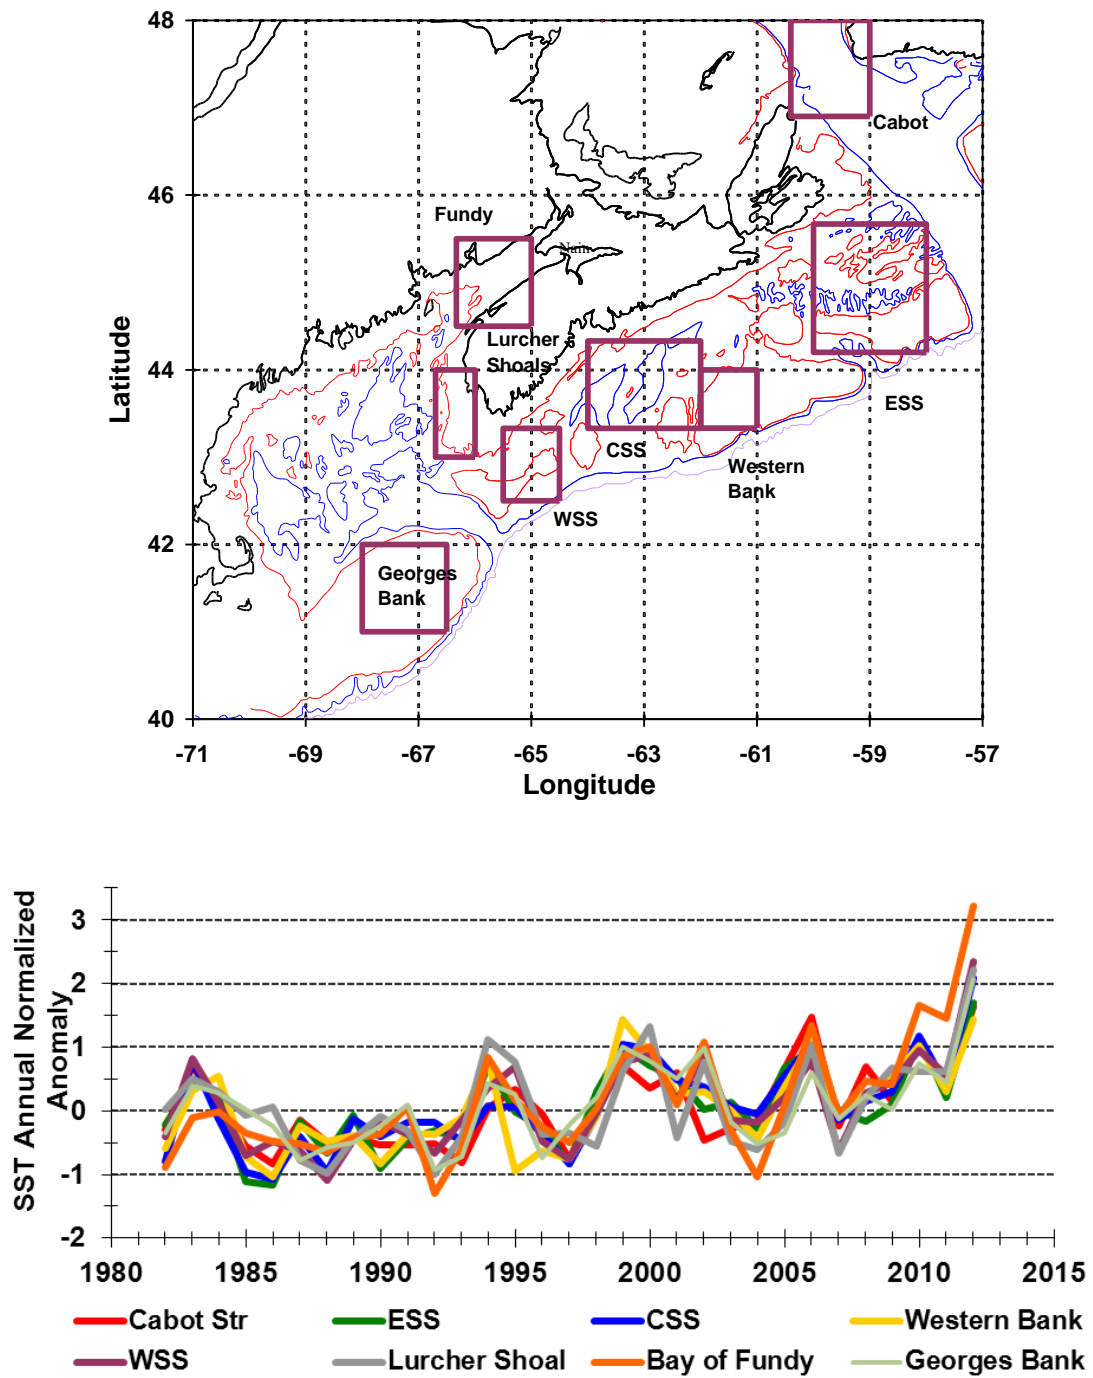 48
Cabot
46
Fundy
Nain
Lurcher
Shoals
44
ESS
CSS
Western
Bank
WSS
42
Georges
Bank
40
Latitude
-71 -69 -67 -65 -63 -61 -59 -57
Longitude
SST Annual Normalized
Anomaly
3
2
1
0
-1
-2
1980 1985 1990 1995 2000 2005 2010 2015
Cabot Str ESS CSS Western Bank
WSS Lurcher Shoal Bay of Fundy Georges Bank